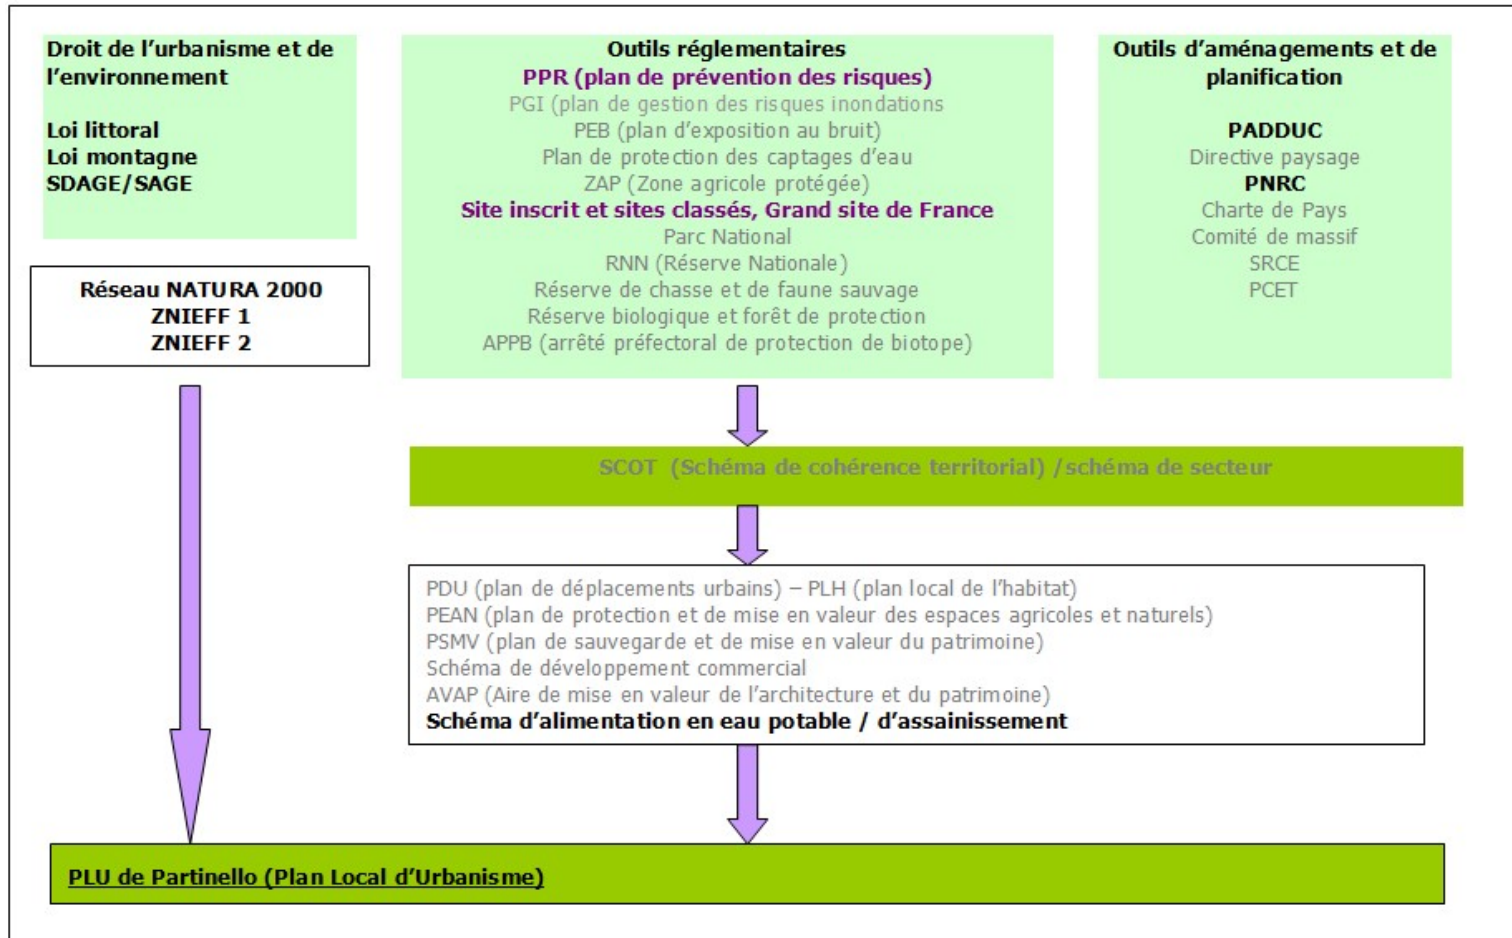 Droit de l'urbanisme et de
l'environnement
Loi littoral
Loi montagne
SDAGE/SAGE
Réseau NATURA 2000
ZNIEFF 1
ZNIEFF 2
Outils réglementaires
PPR (plan de prévention des risques)
PGI (plan de gestion des risques inondations
PEB (plan d'exposition au bruit)
Plan de protection des captages d'eau
ZAP (Zone agricole protégée)
Site inscrit et sites classés, Grand site de France
Parc National
RNN (Réserve Nationale)
Réserve de chasse et de faune sauvage
Réserve biologique et forêt de protection
APPB (arrêté préfectoral de protection de biotope)
Outils d'aménagements et de
planification
PADDUC
Directive paysage
PNRC
Charte de Pays
Comité de massif
SRCE
PCET
SCOT (Schéma de cohérence territorial) /schéma de secteur
PDU (plan de déplacements urbains) – PLH (plan local de l'habitat)
PEAN (plan de protection et de mise en valeur des espaces agricoles et naturels)
PSMV (plan de sauvegarde et de mise en valeur du patrimoine)
Schéma de développement commercial
AVAP (Aire de mise en valeur de l'architecture et du patrimoine)
Schéma d'alimentation en eau potable / d'assainissement
PLU de Partinello (Plan Local d'Urbanisme)